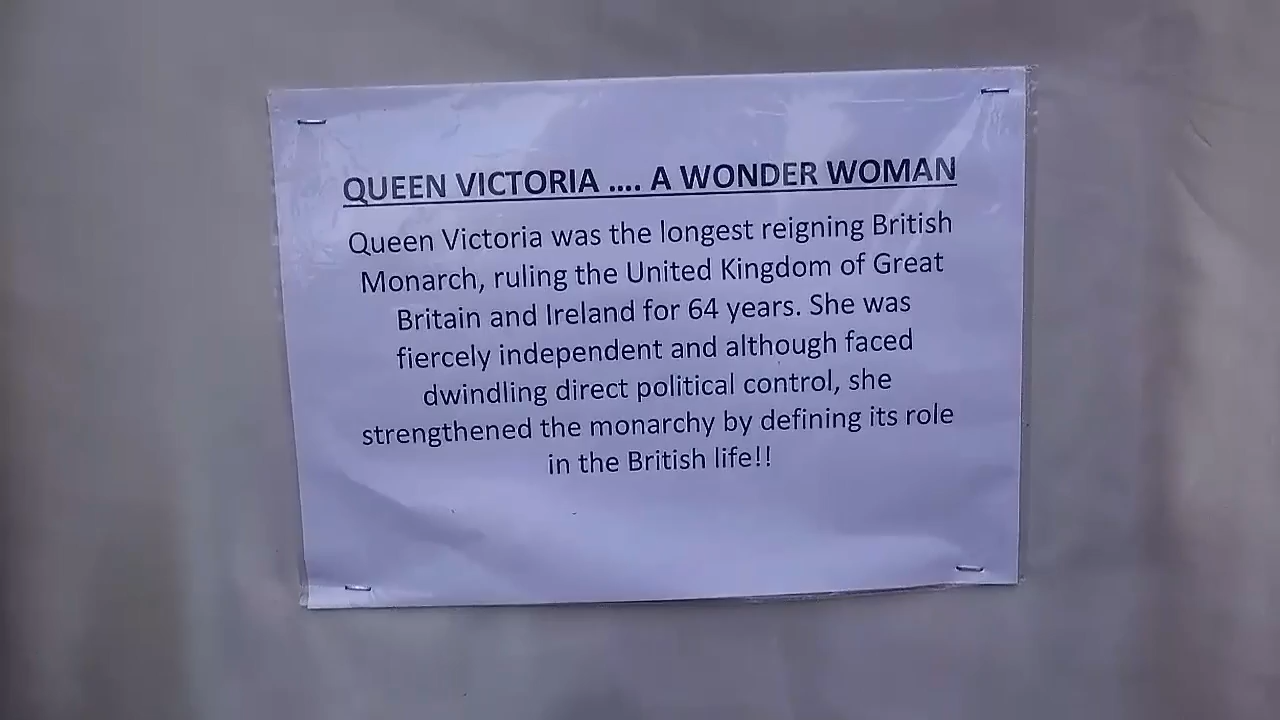 QUEEN VICTORIA .... A WONDER WOMAN
Queen Victoria was the longest reigning British
Monarch, ruling the United Kingdom of Great
Britain and Ireland for 64 years. She was
fiercely independent and although faced
dwindling direct political control, she
strengthened the monarchy by defining its role
in the British life!!